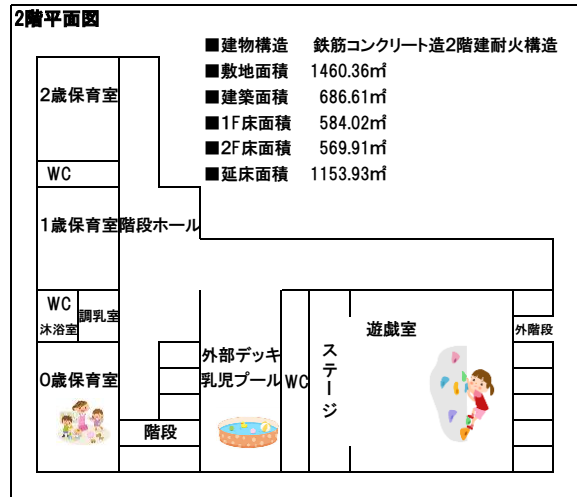 2階平面図
■建物構造 鉄筋コンクリート造2階建耐火構造
■敷地面積 1460.36㎡
■建築面積 686.61㎡
■1F床面積 584.02㎡
■2F床面積 569.91㎡
■延床面積 1153.93㎡
2歳保育室
WC
1歳保育室
階段ホール
WC
沐浴室
調乳室
0歳保育室
階段
外部デッキ
乳児プール
WC
ステージ
遊戯室
外階段